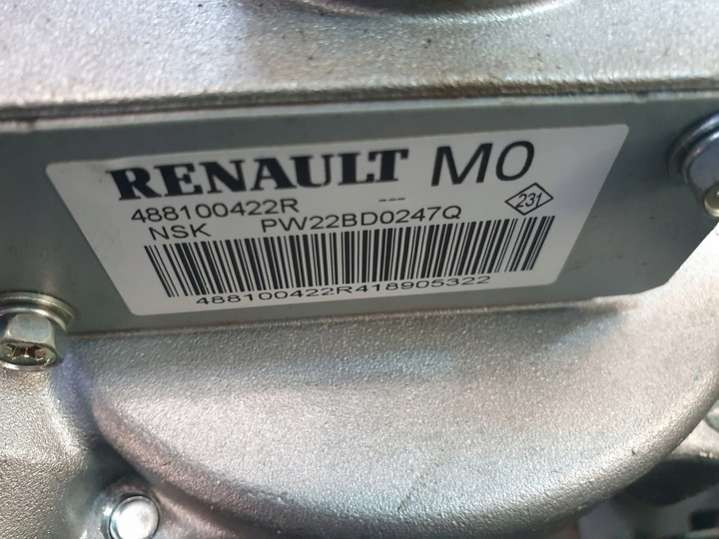 RENAULT M0
488100422R --- 231
NSK PW22BD0247Q
488100422R418905322